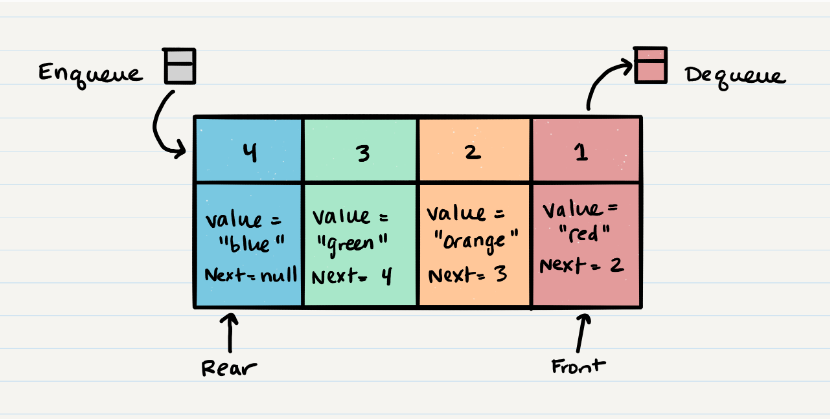 Enqueue
Dequeue
4
3
2
1
value =
"blue"
Next=null
value =
"green"
Next= 4
value =
"orange"
Next= 3
value =
"red"
Next= 2
Rear
Front